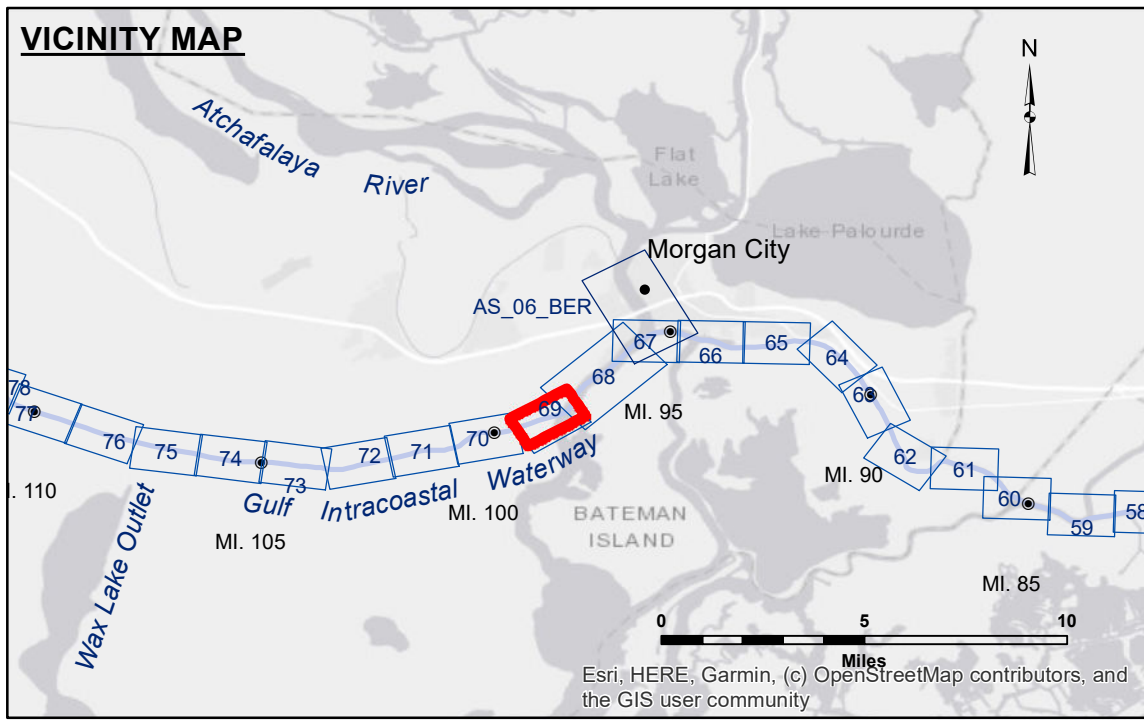 VICINITY MAP
N
Atchafalaya
River
Flat
Lake
Lake Palourde
Morgan City
AS_06_BER
67
66
65
64
68
63
69
MI. 95
78
77
76
75
74
73
72
71
70
62
61
60
59
58
Waterway
MI. 90
Gulf
Intracoastal
MI. 110
MI. 100
MI. 105
BATEMAN
ISLAND
Wax Lake Outlet
MI. 85
0
5
10
Miles
Esri, HERE, Garmin, (c) OpenStreetMap contributors, and
the GIS user community